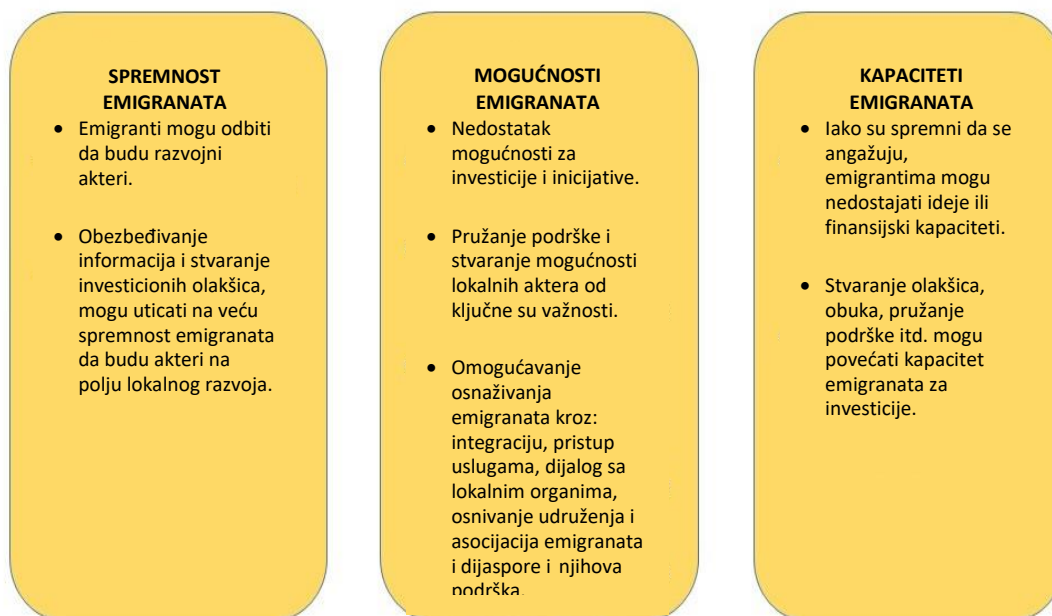 SPREMNOST
EMIGRANATA
• Emigranti mogu odbiti
da budu razvojni
akteri.
• Obezbeđivanje
informacija i stvaranje
investicionih olakšica,
mogu uticati na veću
spremnost emigranata
da budu akteri na
polju lokalnog razvoja.
MOGUĆNOSTI
EMIGRANATA
• Nedostatak
mogućnosti za
investicije i inicijative.
• Pružanje podrške i
stvaranje mogućnosti
lokalnih aktera od
ključne su važnosti.
• Omogućavanje
osnaživanja
emigranata kroz:
integraciju, pristup
uslugama, dijalog sa
lokalnim organima,
osnivanje udruženja i
asocijacija emigranata
i dijaspore i njihova
podrška.
KAPACITETI
EMIGRANATA
• Iako su spremni da se
angažuju,
emigrantima mogu
nedostajati ideje ili
finansijski kapaciteti.
• Stvaranje olakšica,
obuka, pružanje
podrške itd. mogu
povećati kapacitet
emigranata za
investicije.